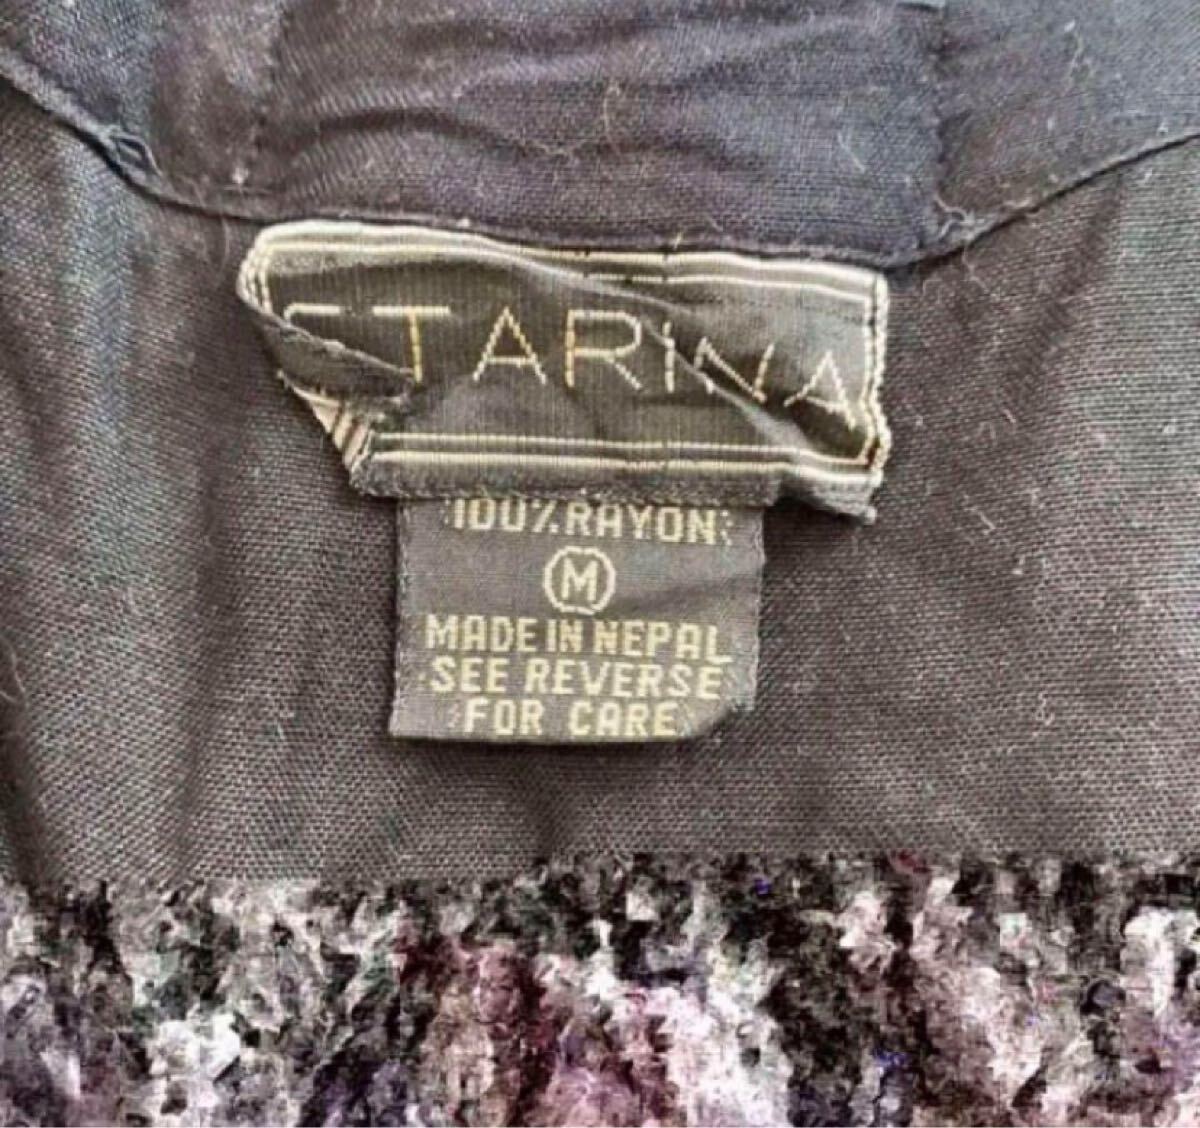 STARINA
100% RAYON
M
MADE IN NEPAL
SEE REVERSE
FOR CARE